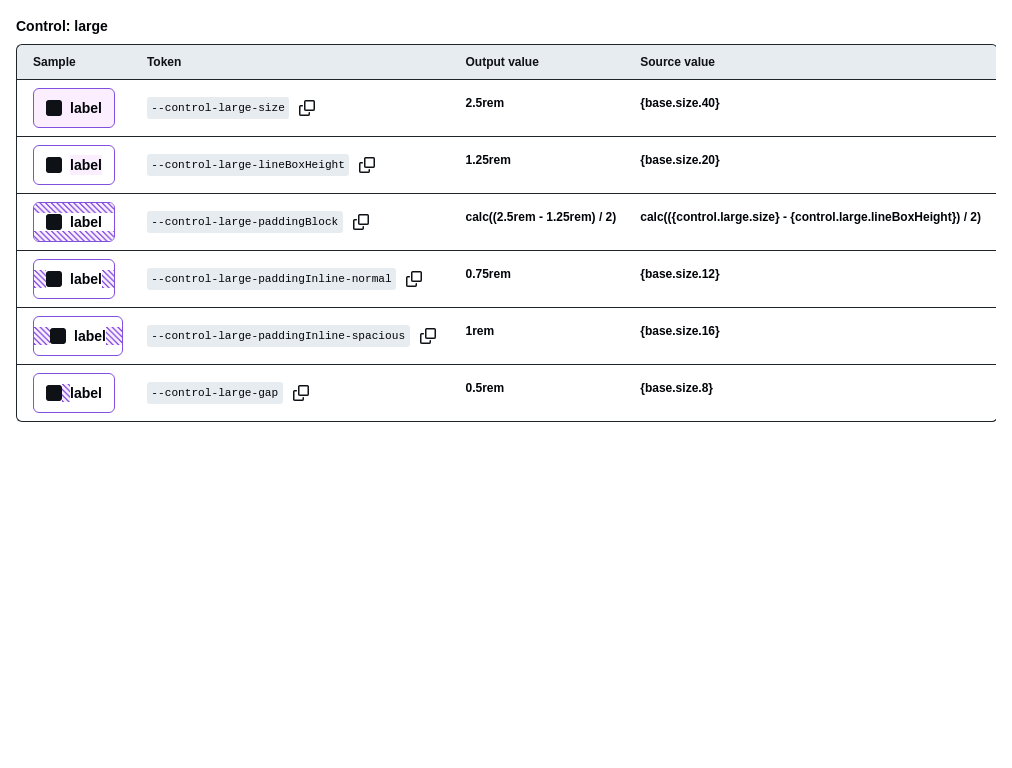 Control: large
Sample Token Output value Source value
label --control-large-size 2.5rem {base.size.40}
label --control-large-lineBoxHeight 1.25rem {base.size.20}
label --control-large-paddingBlock calc((2.5rem - 1.25rem) / 2) calc(({control.large.size} - {control.large.lineBoxHeight}) / 2)
label --control-large-paddingInline-normal 0.75rem {base.size.12}
label --control-large-paddingInline-spacious 1rem {base.size.16}
label --control-large-gap 0.5rem {base.size.8}